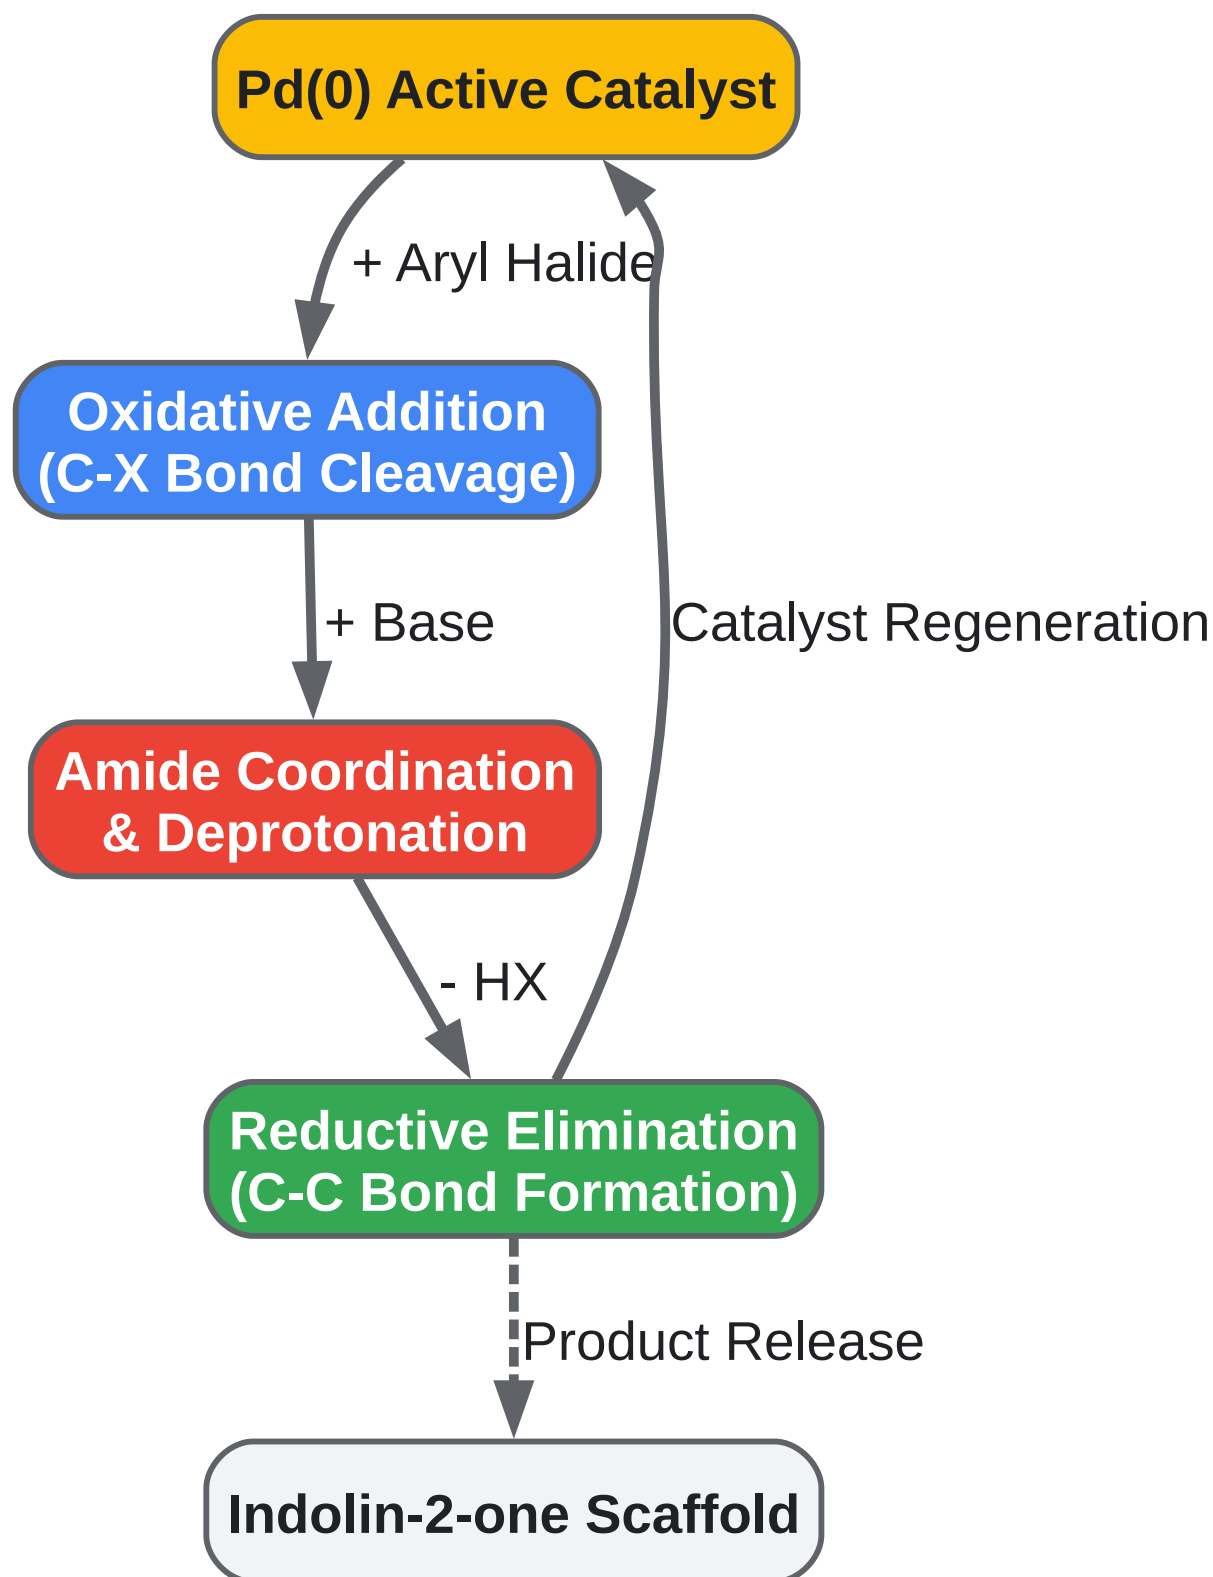 Pd(0) Active Catalyst
+ Aryl Halide
Oxidative Addition
(C-X Bond Cleavage)
+ Base
Catalyst Regeneration
Amide Coordination
& Deprotonation
- HX
Reductive Elimination
(C-C Bond Formation)
Product Release
Indolin-2-one Scaffold